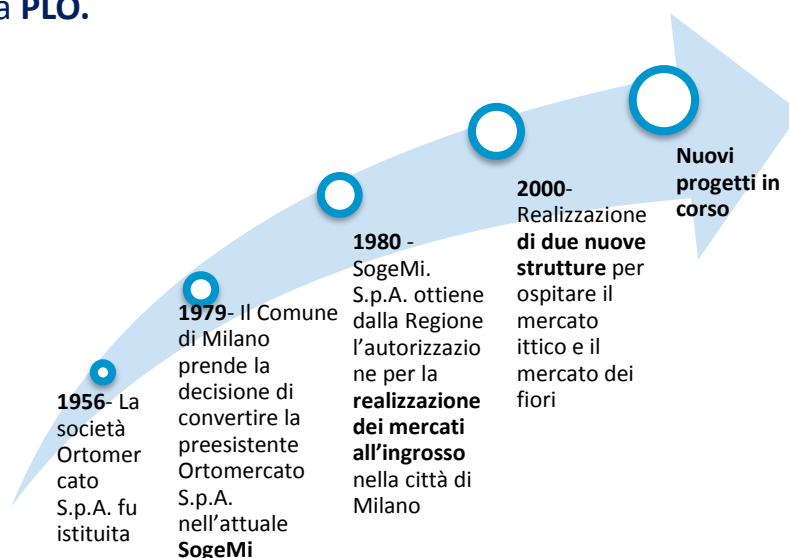 a PLO.
1956- La
società
Ortomer
cato
S.p.A. fu
istituita
1979- Il Comune
di Milano
prende la
decisione di
convertire la
preesistente
Ortomercato
S.p.A.
nell'attuale
SogeMi
1980 -
SogeMi.
S.p.A. ottiene
dalla Regione
l'autorizzazio
ne per la
realizzazione
dei mercati
all'ingrosso
nella città di
Milano
2000-
Realizzazione
di due nuove
strutture per
ospitare il
mercato
ittico e il
mercato dei
fiori
Nuovi
progetti in
corso